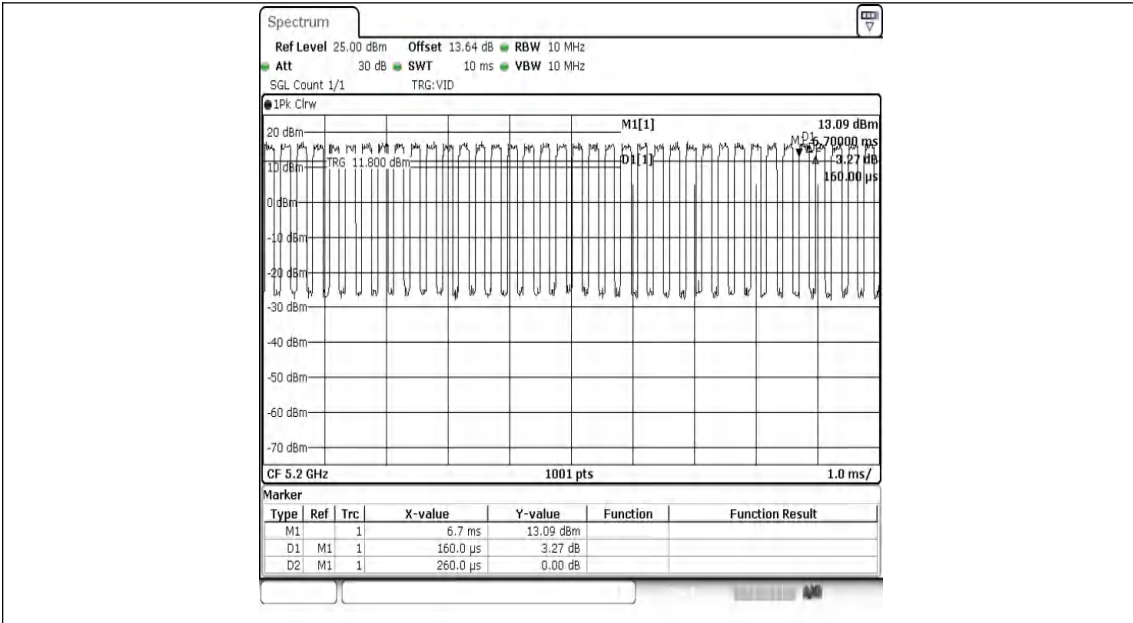 Spectrum
Ref Level 25.00 dBm Offset 13.64 dB RBW 10 MHz
Att 30 dB SWT 10 ms VBW 10 MHz
SGL Count 1/1 TRG:VID
1Pk Clrw
M1[1] 13.09 dBm
6.70000 ms
D1[1] 3.27 dB
160.00 µs
M1 D1
20 dBm
TRG 11.800 dBm
10 dBm
0 dBm
-10 dBm
-20 dBm
-30 dBm
-40 dBm
-50 dBm
-60 dBm
-70 dBm
CF 5.2 GHz 1001 pts 1.0 ms/
Marker
Type Ref Trc X-value Y-value Function Function Result
M1 1 6.7 ms 13.09 dBm
D1 M1 1 160.0 µs 3.27 dB
D2 M1 1 260.0 µs 0.00 dB